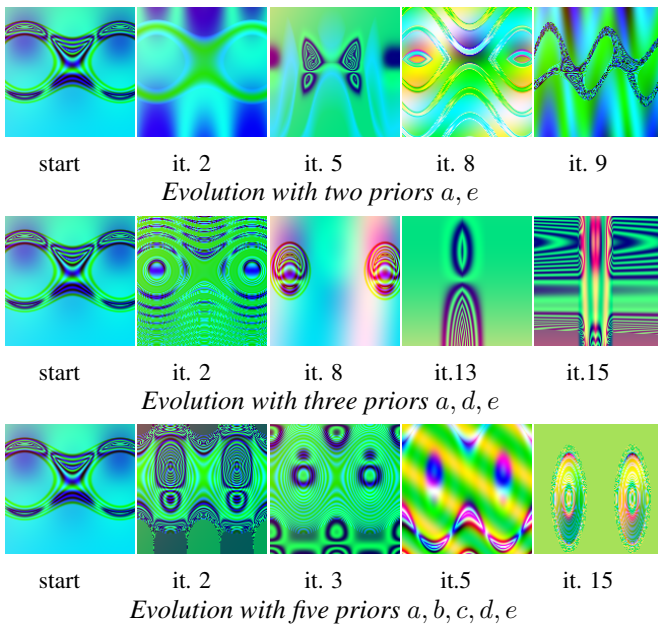 start it. 2 it. 5 it. 8 it. 9
Evolution with two priors a, e
start it. 2 it. 8 it.13 it.15
Evolution with three priors a, d, e
start it. 2 it. 3 it.5 it. 15
Evolution with five priors a, b, c, d, e